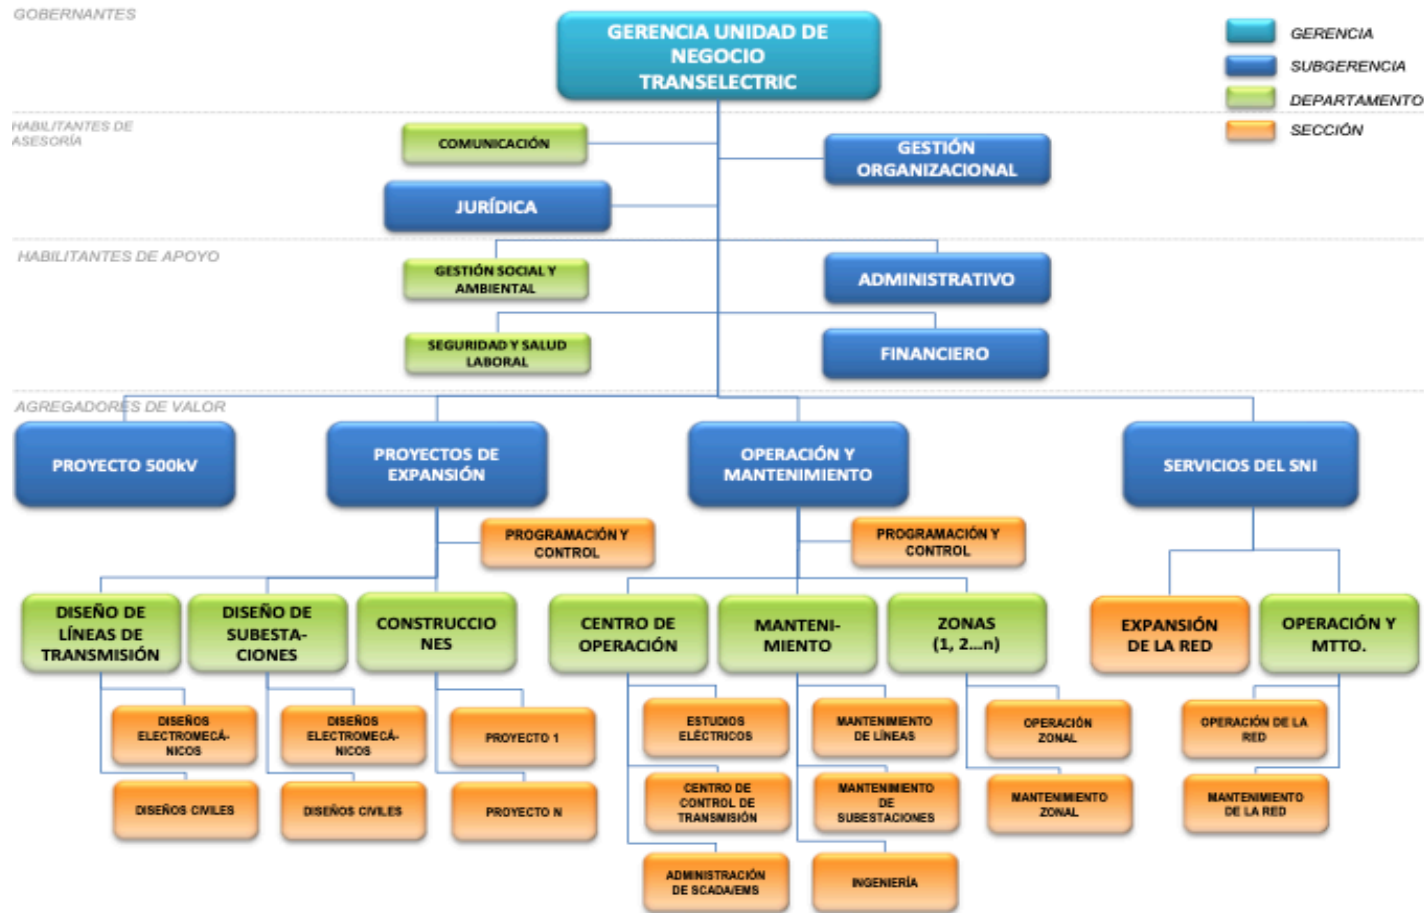 GOBERNANTES
GERENCIA UNIDAD DE
NEGOCIO
TRANSELECTRIC
GERENCIA
SUBGERENCIA
DEPARTAMENTO
SECCIÓN
HABILITANTES DE
ASESORÍA
COMUNICACIÓN
GESTIÓN
ORGANIZACIONAL
JURÍDICA
HABILITANTES DE APOYO
GESTIÓN SOCIAL Y
AMBIENTAL
ADMINISTRATIVO
SEGURIDAD Y SALUD
LABORAL
FINANCIERO
AGREGADORES DE VALOR
PROYECTO 500kV
PROYECTOS DE
EXPANSIÓN
OPERACIÓN Y
MANTENIMIENTO
SERVICIOS DEL SNI
PROGRAMACIÓN Y
CONTROL
PROGRAMACIÓN Y
CONTROL
DISEÑO DE
LÍNEAS DE
TRANSMISIÓN
DISEÑO DE
SUBESTA-
CIONES
CONSTRUCCIO
NES
CENTRO DE
OPERACIÓN
MANTENI-
MIENTO
ZONAS
(1, 2...n)
EXPANSIÓN
DE LA RED
OPERACIÓN Y
MTTO.
DISEÑOS
ELECTROMECÁ-
NICOS
DISEÑOS
ELECTROMECÁ-
NICOS
PROYECTO 1
ESTUDIOS
ELÉCTRICOS
MANTENIMIENTO
DE LÍNEAS
OPERACIÓN
ZONAL
OPERACIÓN DE LA
RED
DISEÑOS CIVILES
DISEÑOS CIVILES
PROYECTO N
CENTRO DE
CONTROL DE
TRANSMISIÓN
MANTENIMIENTO
DE
SUBESTACIONES
MANTENIMIENTO
ZONAL
MANTENIMIENTO
DE LA RED
ADMINISTRACIÓN
DE SCADA/EMS
INGENIERÍA